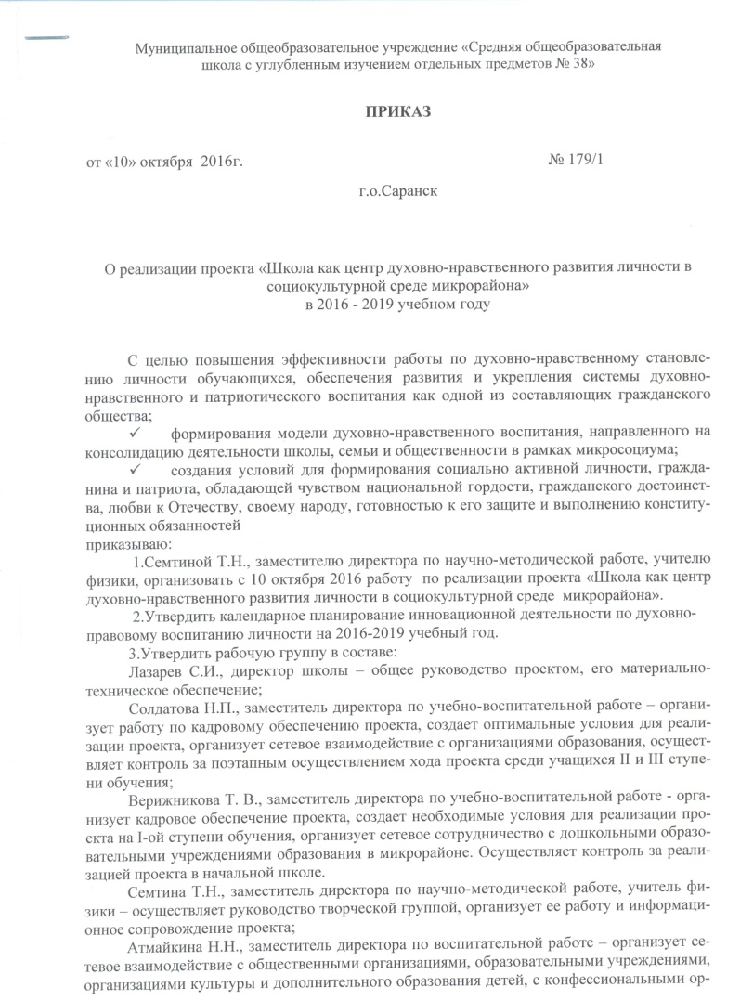 Муниципальное общеобразовательное учреждение «Средняя общеобразовательная
школа с углубленным изучением отдельных предметов № 38»
ПРИКАЗ
от «10» октября 2016г. № 179/1
г.о.Саранск
О реализации проекта «Школа как центр духовно-нравственного развития личности в
социокультурной среде микрорайона»
в 2016 - 2019 учебном году
С целью повышения эффективности работы по духовно-нравственному становле-
нию личности обучающихся, обеспечения развития и укрепления системы духовно-
нравственного и патриотического воспитания как одной из составляющих гражданского
общества;
✓ формирования модели духовно-нравственного воспитания, направленного на
консолидацию деятельности школы, семьи и общественности в рамках микросоциума;
✓ создания условий для формирования социально активной личности, гражда-
нина и патриота, обладающей чувством национальной гордости, гражданского достоинст-
ва, любви к Отечеству, своему народу, готовностью к его защите и выполнению конститу-
ционных обязанностей
приказываю:
1.Семтиной Т.Н., заместителю директора по научно-методической работе, учителю
физики, организовать с 10 октября 2016 работу по реализации проекта «Школа как центр
духовно-нравственного развития личности в социокультурной среде микрорайона».
2.Утвердить календарное планирование инновационной деятельности по духовно-
правовому воспитанию личности на 2016-2019 учебный год.
3.Утвердить рабочую группу в составе:
Лазарев С.И., директор школы – общее руководство проектом, его материально-
техническое обеспечение;
Солдатова Н.П., заместитель директора по учебно-воспитательной работе – органи-
зует работу по кадровому обеспечению проекта, создает оптимальные условия для реали-
зации проекта, организует сетевое взаимодействие с организациями образования, осущест-
вляет контроль за поэтапным осуществлением хода проекта среди учащихся II и III ступе-
ни обучения;
Верижникова Т. В., заместитель директора по учебно-воспитательной работе - орга-
низует кадровое обеспечение проекта, создает необходимые условия для реализации про-
екта на I-ой ступени обучения, организует сетевое сотрудничество с дошкольными образо-
вательными учреждениями образования в микрорайоне. Осуществляет контроль за реали-
зацией проекта в начальной школе.
Семтина Т.Н., заместитель директора по научно-методической работе, учитель фи-
зики – осуществляет руководство творческой группой, организует ее работу и информаци-
онное сопровождение проекта;
Атмайкина Н.Н., заместитель директора по воспитательной работе – организует се-
тевое взаимодействие с общественными организациями, образовательными учреждениями,
организациями культуры и дополнительного образования детей, с конфессиональными ор-